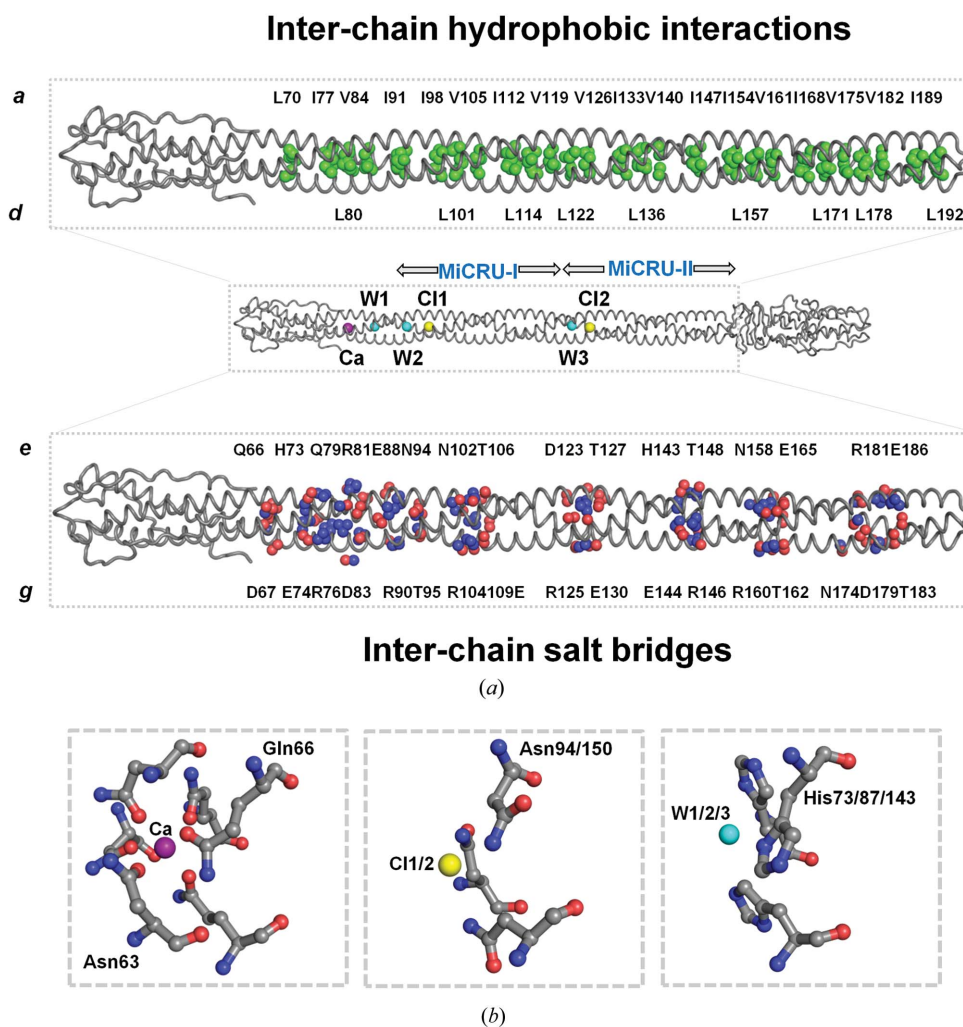 Inter-chain hydrophobic interactions
a L70 I77 V84 I91 I98 V105 I112 V119 V126I133V140 I147I154V161I168V175V182 I189
d L80 L101 L114 L122 L136 L157 L171 L178 L192
MiCRU-I MiCRU-II
W1 Cl1 Cl2
Ca W2 W3
e Q66 H73 Q79R81E88N94 N102T106 D123 T127 H143 T148 N158 E165 R181E186
g D67 E74R76D83 R90T95 R104109E R125 E130 E144 R146 R160T162 N174D179T183
Inter-chain salt bridges
(a)
Gln66 Asn94/150
His73/87/143
W1/2/3
Ca
Cl1/2
Asn63
(b)